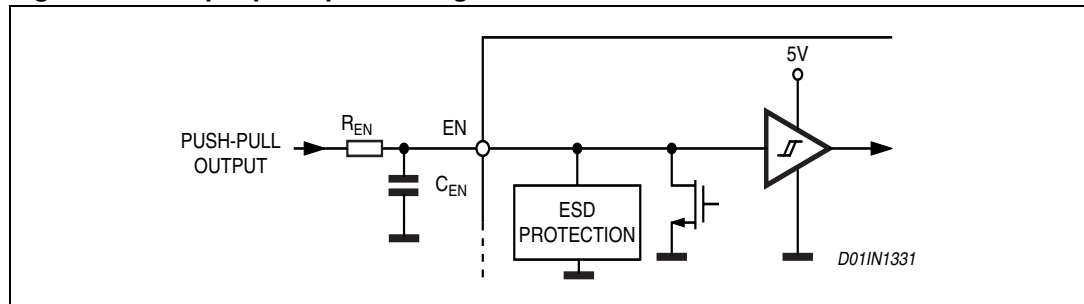 5V
R_EN
EN
PUSH-PULL
OUTPUT
C_EN
ESD
PROTECTION
D01IN1331